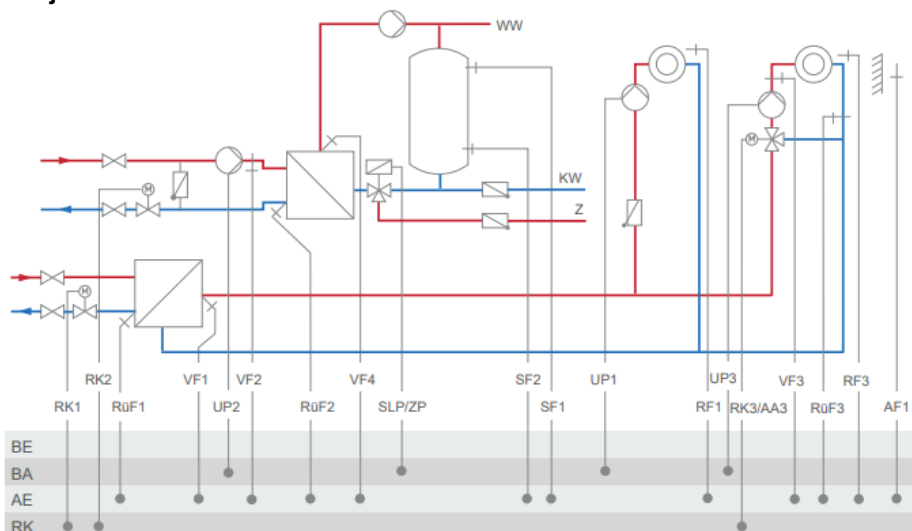 WW
M
KW
Z
M
M
RK2 VF1 VF2 VF4 SF2 UP1 UP3 VF3 RF3
RK1 RüF1 UP2 RüF2 SLP/ZP SF1 RF1 RK3/AA3 RüF3 AF1
BE
BA
AE
RK